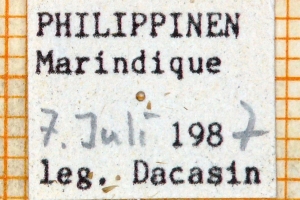 PHILIPPINEN
Marindique
7. Juli 1987
leg. Dacasin